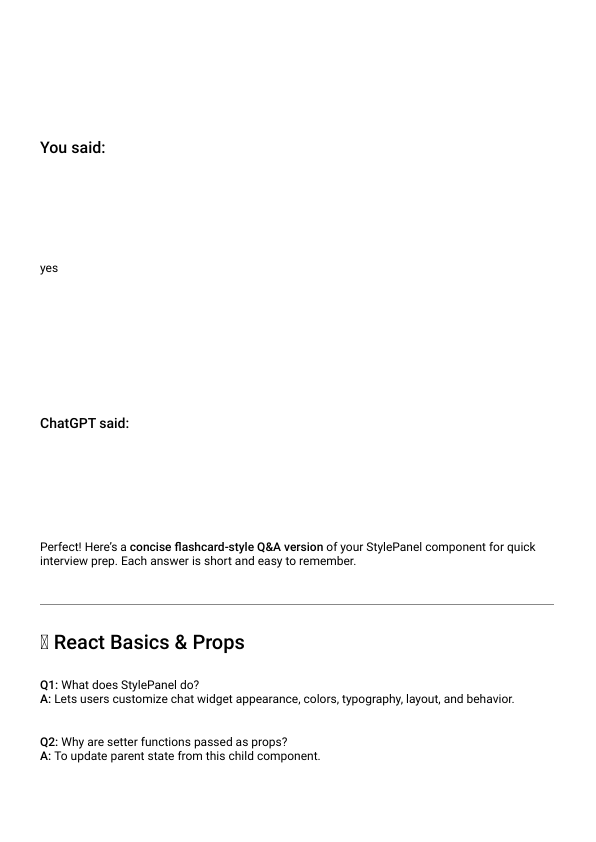 You said:
yes
ChatGPT said:
Perfect! Here’s a concise flashcard-style Q&A version of your StylePanel component for quick
interview prep. Each answer is short and easy to remember.
React Basics & Props
Q1: What does StylePanel do?
A: Lets users customize chat widget appearance, colors, typography, layout, and behavior.
Q2: Why are setter functions passed as props?
A: To update parent state from this child component.